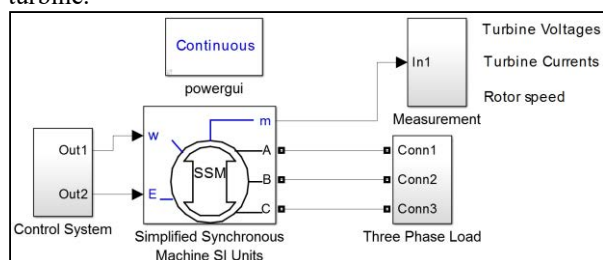 turbine.
Continuous
powergui
In1
Turbine Voltages
Turbine Currents
Rotor speed
Measurement
Out1
Out2
Control System
w
E
m
SSM
A
B
C
Simplified Synchronous
Machine SI Units
Conn1
Conn2
Conn3
Three Phase Load